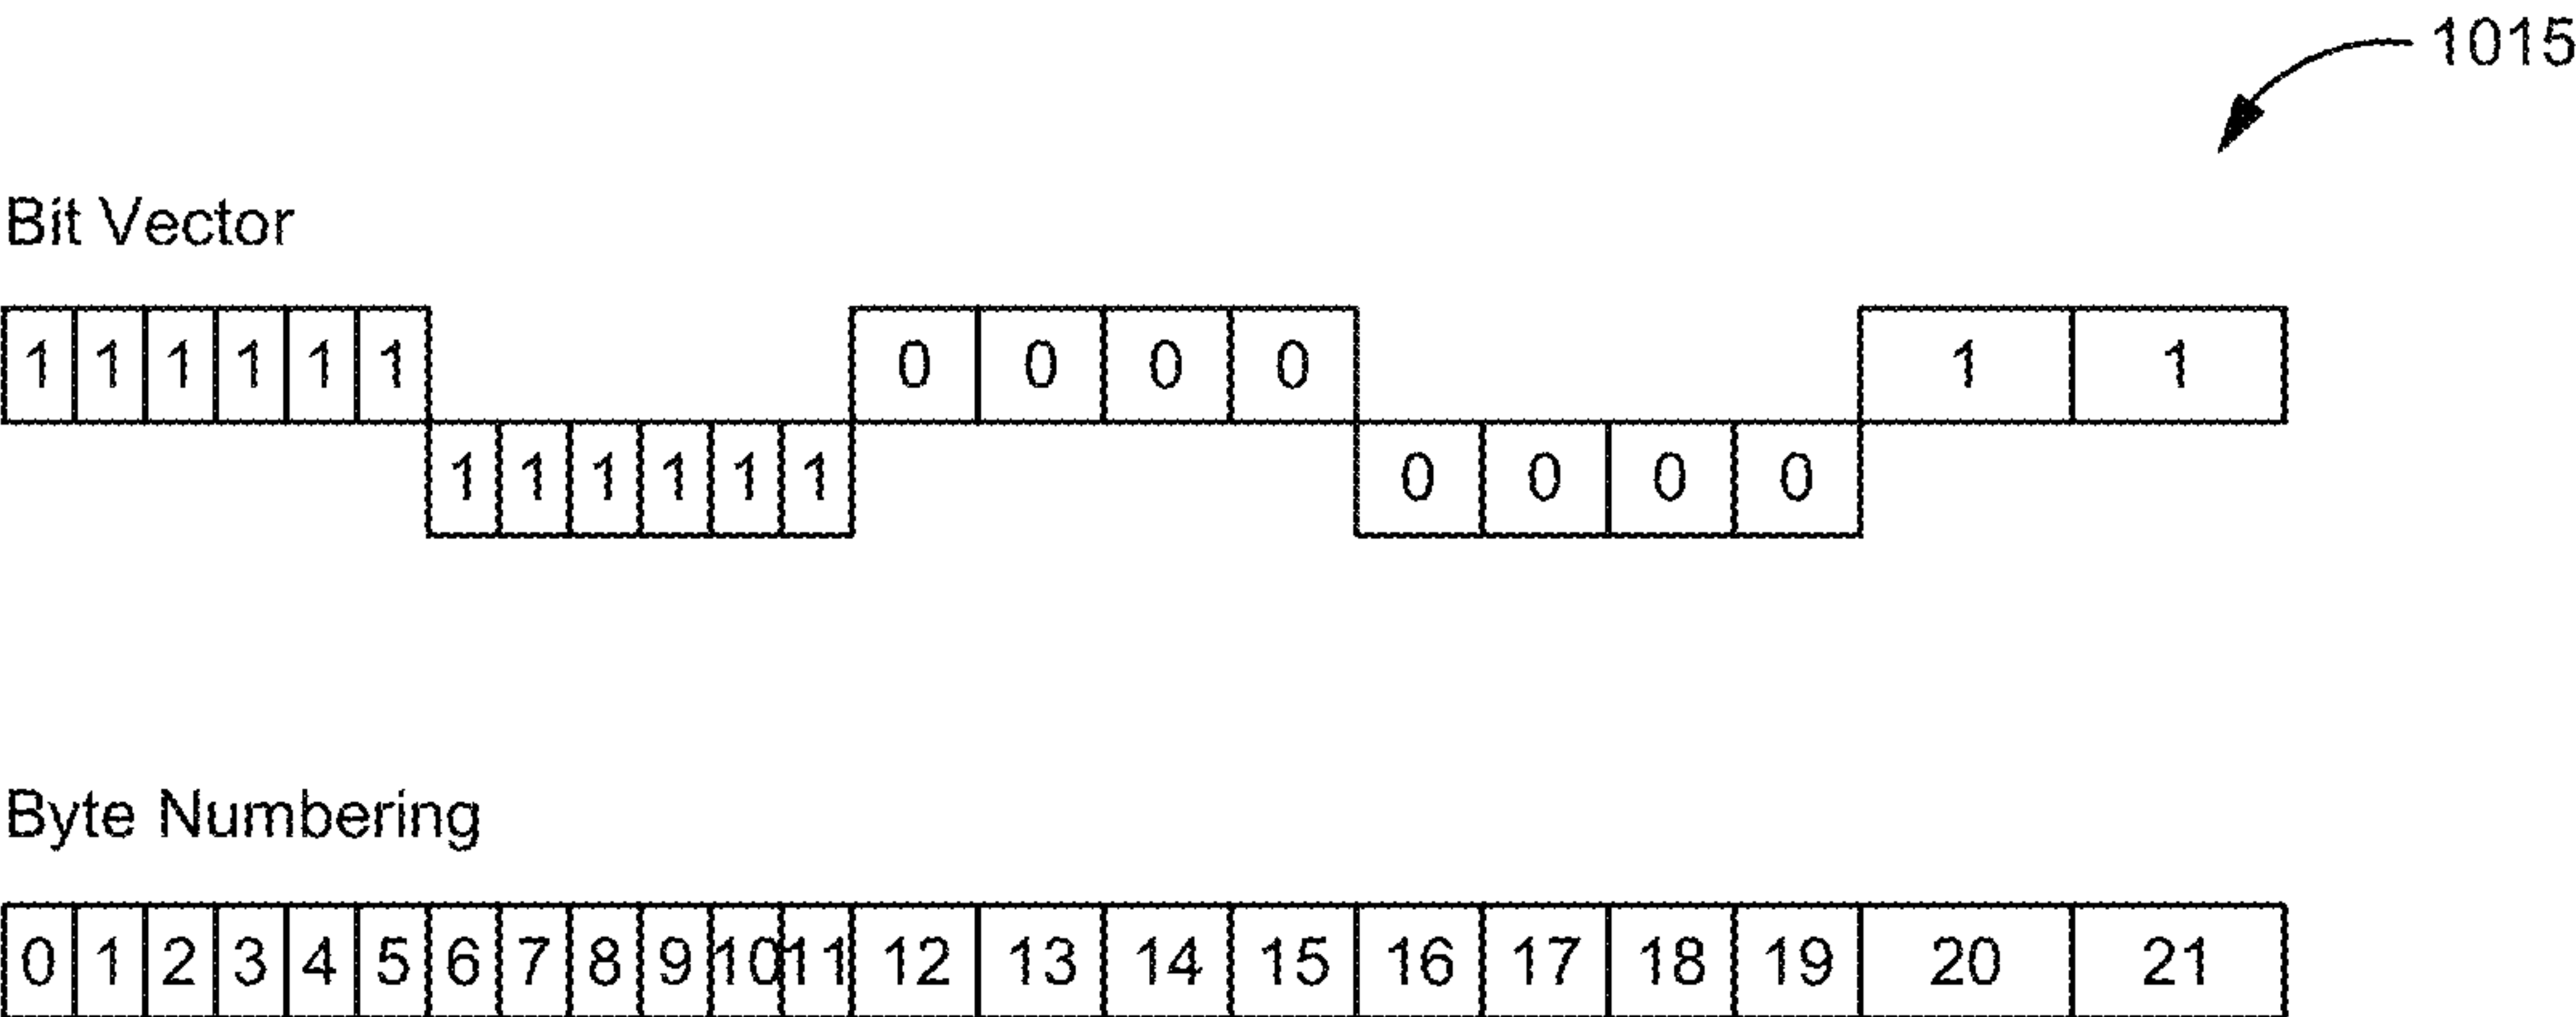 1015
Bit Vector
1 1 1 1 1 1 0 0 0 0 1 1
1 1 1 1 1 1 0 0 0 0
Byte Numbering
0 1 2 3 4 5 6 7 8 9 10 11 12 13 14 15 16 17 18 19 20 21